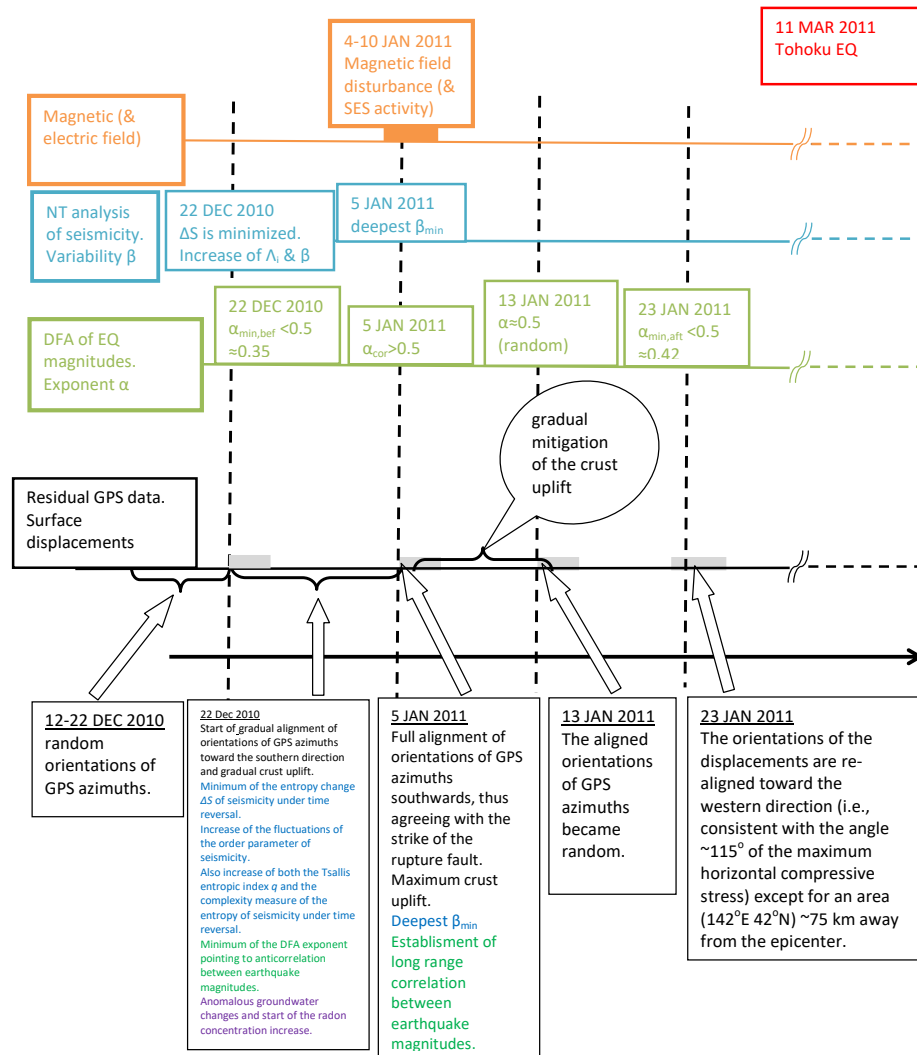 11 MAR 2011
Tohoku EQ
4-10 JAN 2011
Magnetic field
disturbance (&
SES activity)
Magnetic (&
electric field)
NT analysis
of seismicity.
Variability β
22 DEC 2010
ΔS is minimized.
Increase of Λᵢ & β
5 JAN 2011
deepest βmin
DFA of EQ
magnitudes.
Exponent α
22 DEC 2010
αmin,bef <0.5
≈0.35
5 JAN 2011
αcor>0.5
13 JAN 2011
α≈0.5
(random)
23 JAN 2011
αmin,aft <0.5
≈0.42
gradual
mitigation
of the crust
uplift
Residual GPS data.
Surface
displacements
12-22 DEC 2010
random
orientations of
GPS azimuths.
22 Dec 2010
Start of gradual alignment of
orientations of GPS azimuths
toward the southern direction
and gradual crust uplift.
Minimum of the entropy change
ΔS of seismicity under time
reversal.
Increase of the fluctuations of
the order parameter of
seismicity.
Also increase of both the Tsallis
entropic index q and the
complexity measure of the
entropy of seismicity under time
reversal.
Minimum of the DFA exponent
pointing to anticorrelation
between earthquake
magnitudes.
Anomalous groundwater
changes and start of the radon
concentration increase.
5 JAN 2011
Full alignment of
orientations of GPS
azimuths
southwards, thus
agreeing with the
strike of the
rupture fault.
Maximum crust
uplift.
Deepest βmin
Establisment of
long range
correlation
between
earthquake
magnitudes.
13 JAN 2011
The aligned
orientations
of GPS
azimuths
became
random.
23 JAN 2011
The orientations of the
displacements are re-
aligned toward the
western direction (i.e.,
consistent with the angle
~115° of the maximum
horizontal compressive
stress) except for an area
(142°E 42°N) ~75 km away
from the epicenter.